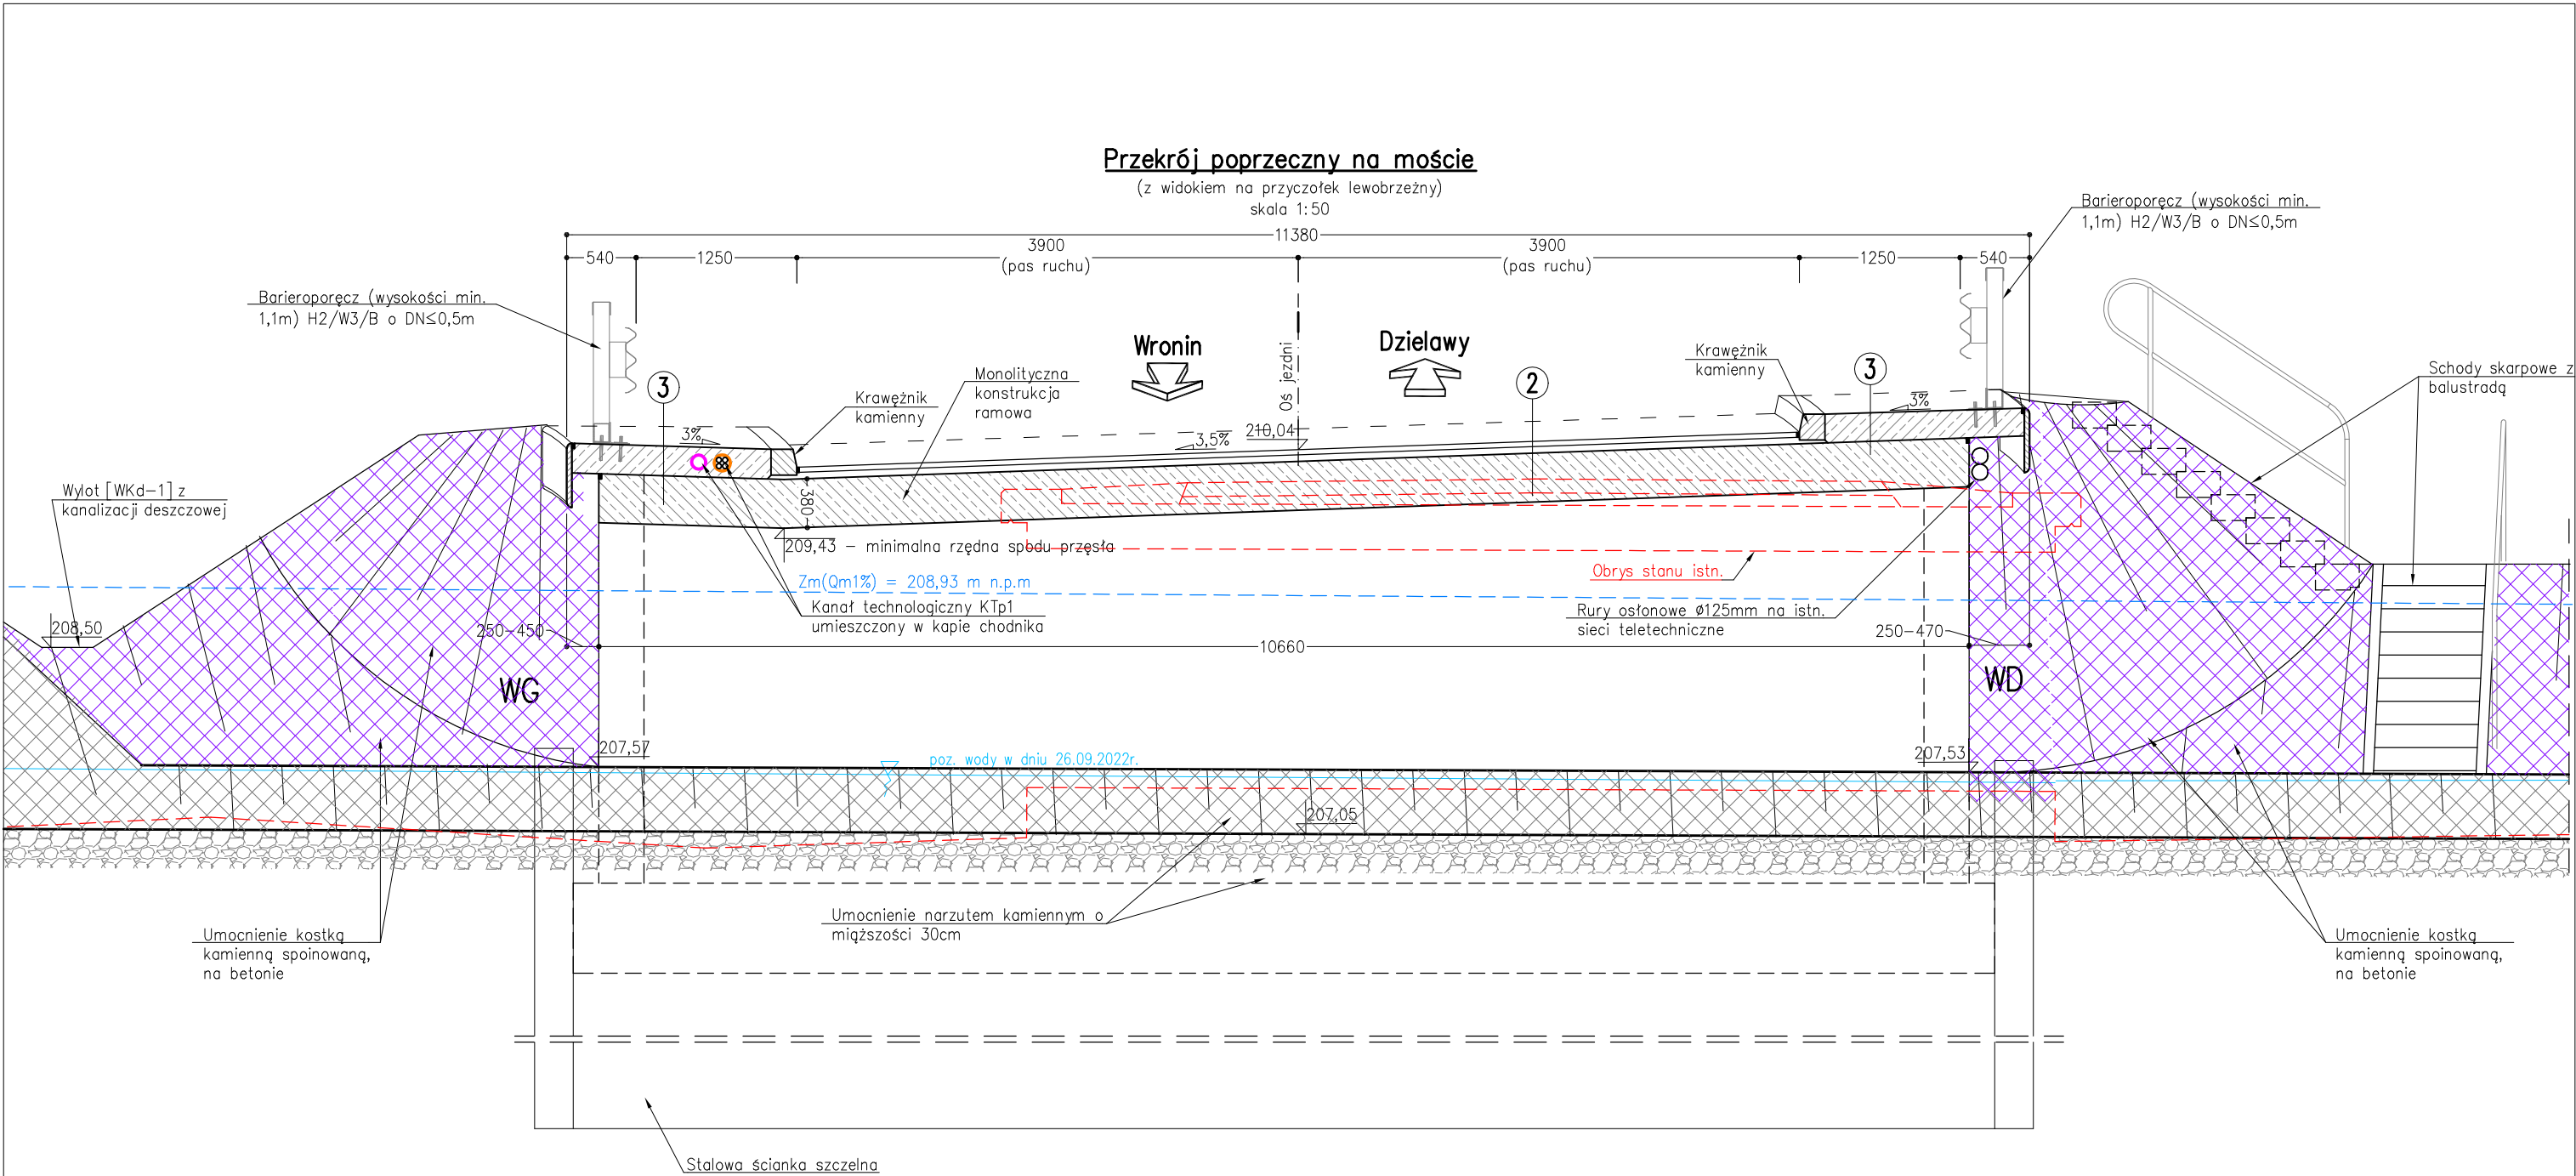 Przekrój poprzeczny na moście
(z widokiem na przyczołek lewobrzeżny)
skala 1:50
11380
540
1250
3900
(pas ruchu)
3900
(pas ruchu)
1250
540
Barieroporęcz (wysokości min.
1,1m) H2/W3/B o DN≤0,5m
Barieroporęcz (wysokości min.
1,1m) H2/W3/B o DN≤0,5m
Wronin
Dzielawy
Oś jezdni
Krawężnik
kamienny
Monolityczna
konstrukcja
ramowa
Krawężnik
kamienny
Schody skarpowe z
balustradą
3
2
3
3%
3,5%
210,04
3%
380
Wylot [WKd-1] z
kanalizacji deszczowej
209,43 – minimalna rzędna spodu przęsła
Zm(Qm1%) = 208,93 m n.p.m
Obrys stanu istn.
Kanał technologiczny KTp1
umieszczony w kapie chodnika
Rury osłonowe ø125mm na istn.
sieci teletechniczne
208,50
250-450
10660
250-470
WG
WD
207,57
poz. wody w dniu 26.09.2022r.
207,53
207,05
Umocnienie narzutem kamiennym o
miąższości 30cm
Umocnienie kostką
kamienną spoinowaną,
na betonie
Umocnienie kostką
kamienną spoinowaną,
na betonie
Stalowa ścianka szczelna